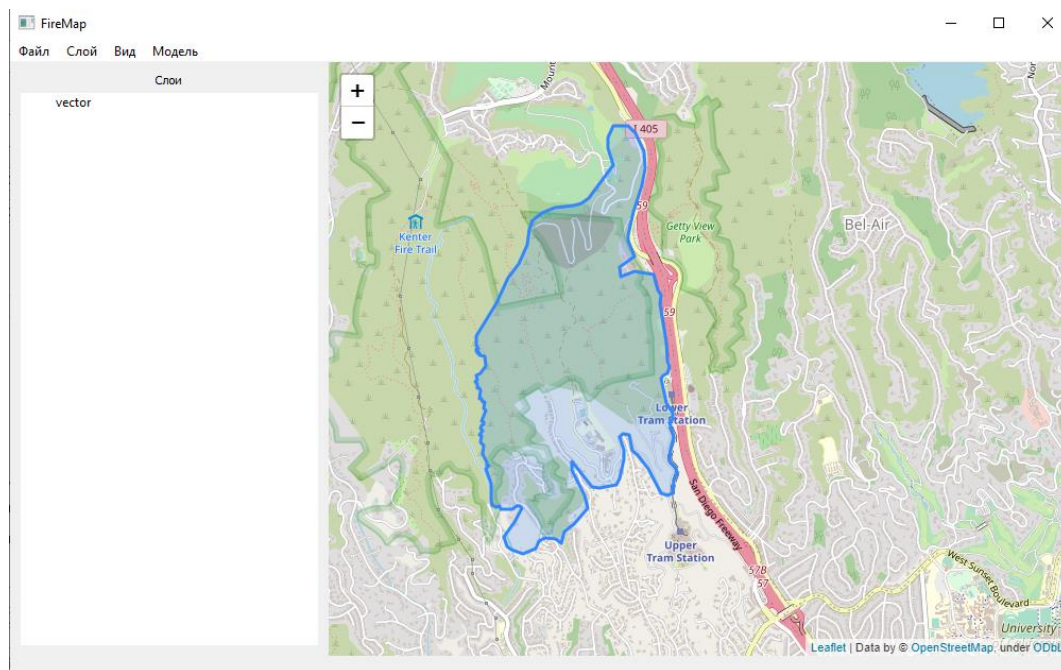 FireMap
Файл Слой Вид Модель
Слои
vector
+
−
I 405
59
Kenter
Fire Trail
Getty View
Park
Bel-Air
59
Lower
Tram Station
San Diego Freeway
Upper
Tram Station
57B
57
West Sunset Boulevard
University
Leaflet | Data by © OpenStreetMap, under ODbL